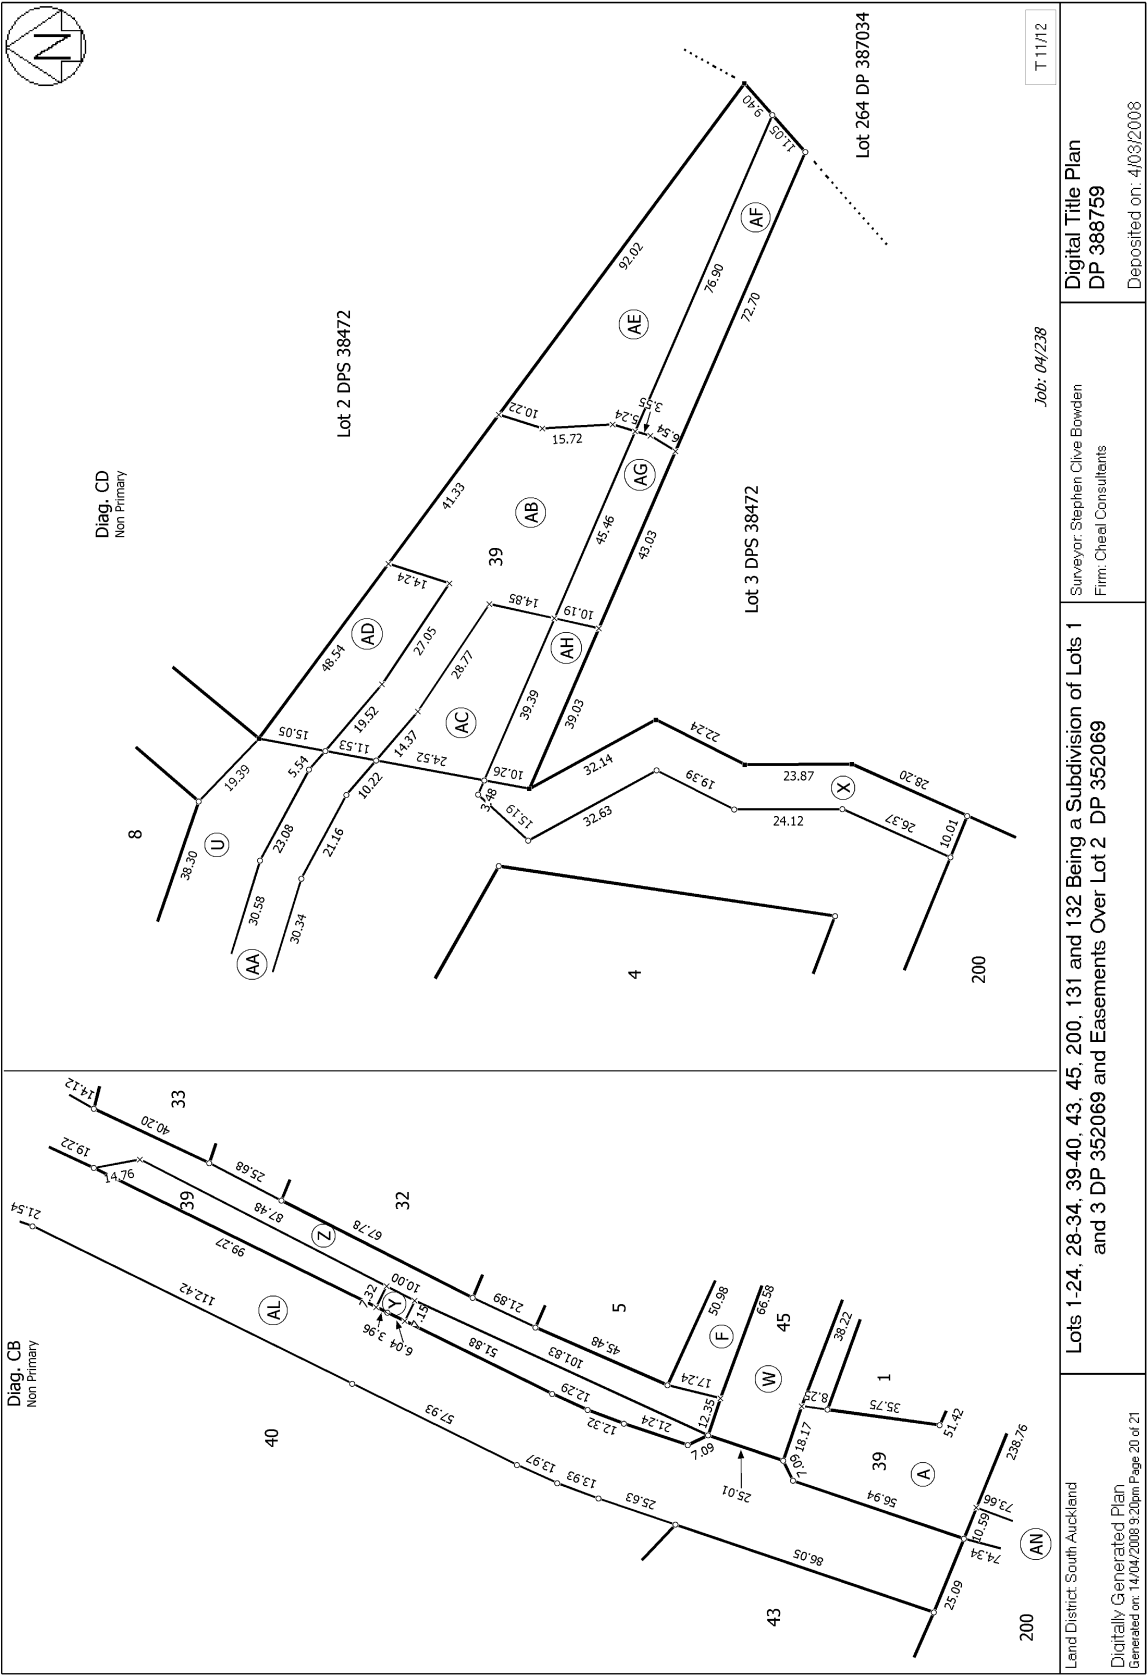 N
T 11/12
Diag. CB
Non Primary
21.54
19.22
14.12
14.76
39
40.20
33
25.68
87.48
99.27
112.42
AL
Z
67.78
32
7.32
10.00
Y
3.96
6.04
7.15
21.89
5
51.88
101.83
45.48
50.98
57.93
40
12.29
12.32
21.24
17.24
F
66.58
12.35
45
W
13.97
13.93
25.63
7.09
25.01
38.22
8.25
18.17
7.09
1
35.75
51.42
39
A
56.94
86.05
43
238.76
73.66
10.59
74.34
AN
25.09
200
Diag. CD
Non Primary
Lot 2 DPS 38472
Lot 264 DP 387034
9.40
11.05
92.02
AF
76.90
72.70
AE
10.22
15.72
5.24
3.55
6.54
41.33
AB
AG
39
45.46
43.03
14.24
14.85
10.19
48.54
AD
27.05
AH
28.77
19.52
AC
39.39
39.03
15.05
11.53
14.37
24.52
10.26
19.39
5.54
10.22
3.48
15.19
8
38.30
U
23.08
21.16
30.58
30.34
AA
32.14
32.63
22.24
19.39
23.87
24.12
X
28.20
26.37
10.01
4
200
Lot 3 DPS 38472
Job: 04/238
Land District: South Auckland
Digitally Generated Plan
Generated on: 14/04/2008 9:20pm Page 20 of 21
Lots 1-24, 28-34, 39-40, 43, 45, 200, 131 and 132 Being a Subdivision of Lots 1
and 3 DP 352069 and Easements Over Lot 2 DP 352069
Surveyor: Stephen Clive Bowden
Firm: Cheal Consultants
Digital Title Plan
DP 388759
Deposited on: 4/03/2008